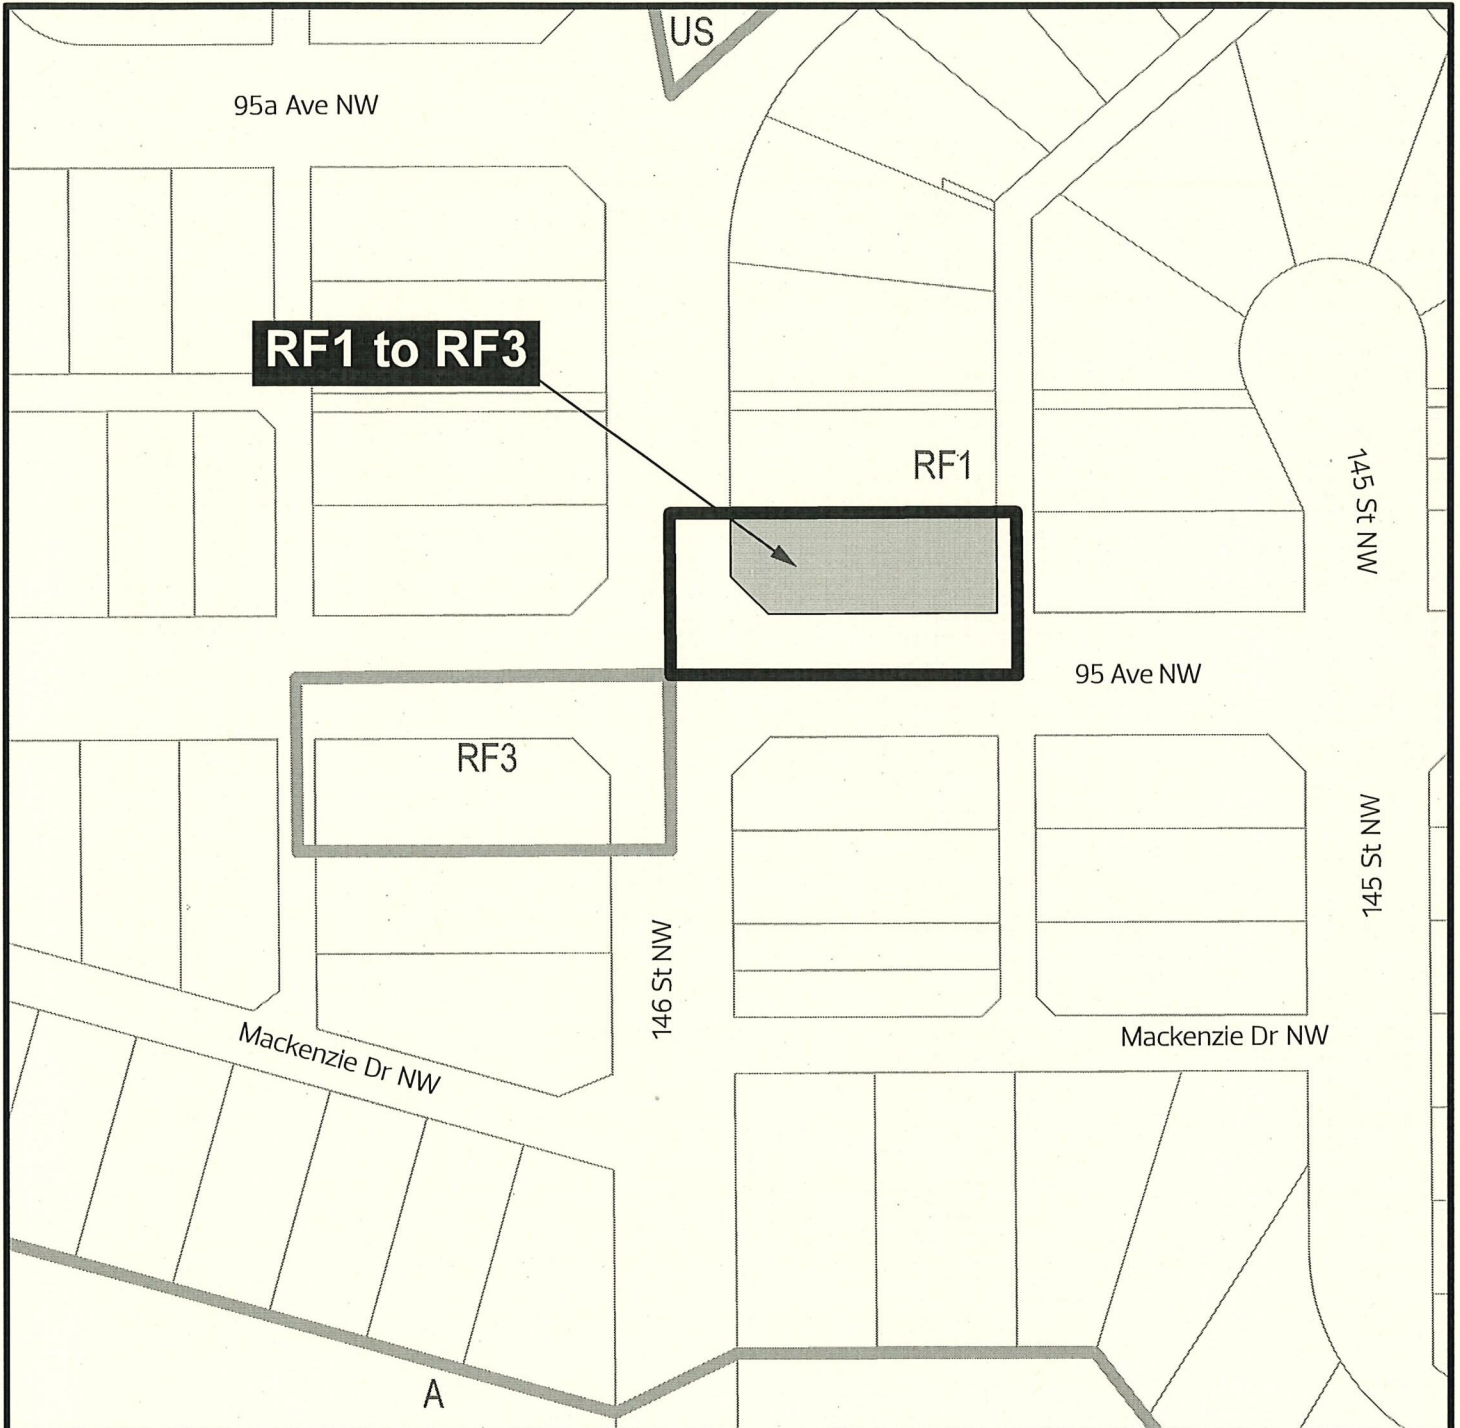 US
95a Ave NW
RF1 to RF3
RF1
145 St NW
95 Ave NW
RF3
145 St NW
146 St NW
Mackenzie Dr NW
Mackenzie Dr NW
A